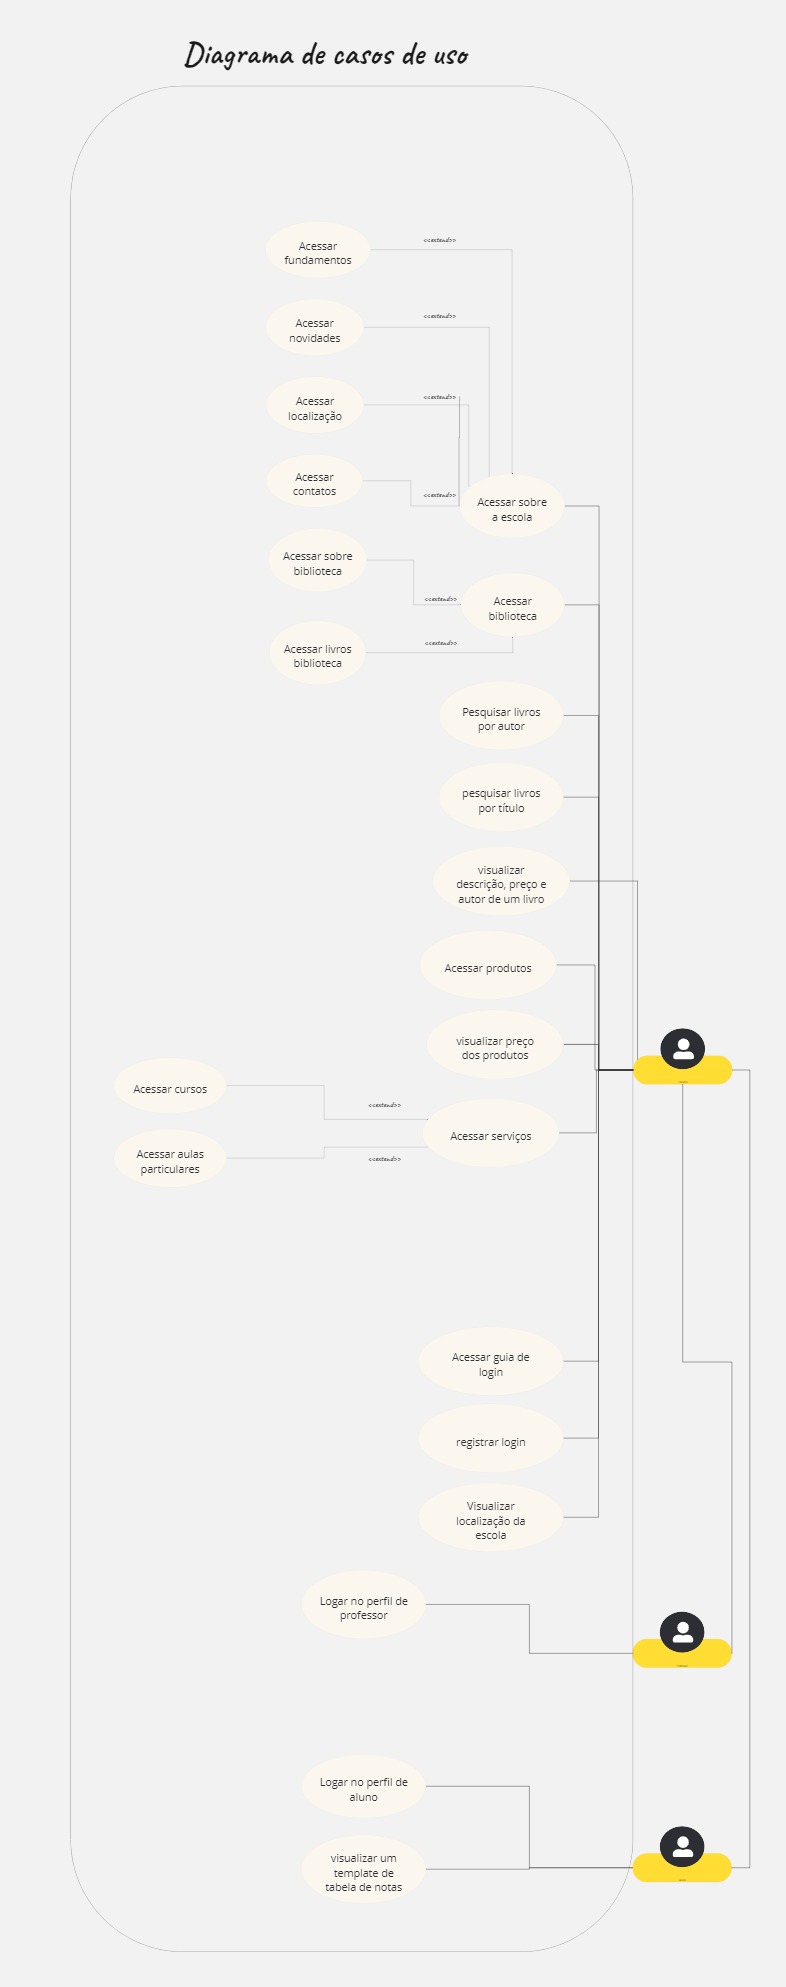 Diagrama de casos de uso
<<extend>>
Acessar
fundamentos
<<extend>>
Acessar
novidades
<<extend>>
Acessar
localização
Acessar
contatos
<<extend>>
Acessar sobre
a escola
Acessar sobre
biblioteca
<<extend>>
Acessar
biblioteca
<<extend>>
Acessar livros
biblioteca
Pesquisar livros
por autor
pesquisar livros
por título
visualizar
descrição, preço e
autor de um livro
Acessar produtos
visualizar preço
dos produtos
Acessar cursos
<<extend>>
Acessar serviços
Acessar aulas
particulares
<<extend>>
Acessar guia de
login
registrar login
Visualizar
localização da
escola
Logar no perfil de
professor
Logar no perfil de
aluno
visualizar um
template de
tabela de notas